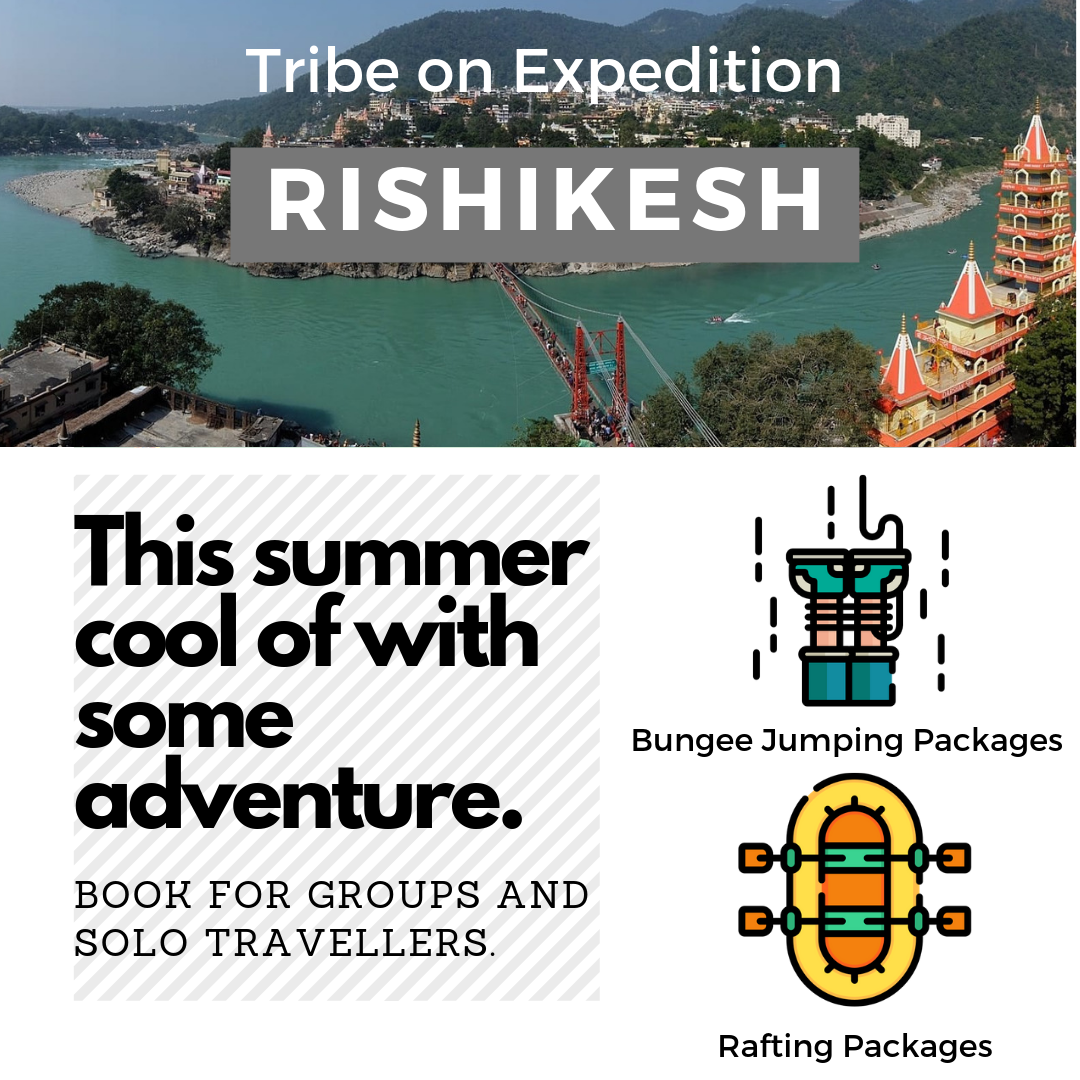 Tribe on Expedition
RISHIKESH
This summer
cool of with
some
adventure.
BOOK FOR GROUPS AND
SOLO TRAVELLERS.
Bungee Jumping Packages
Rafting Packages